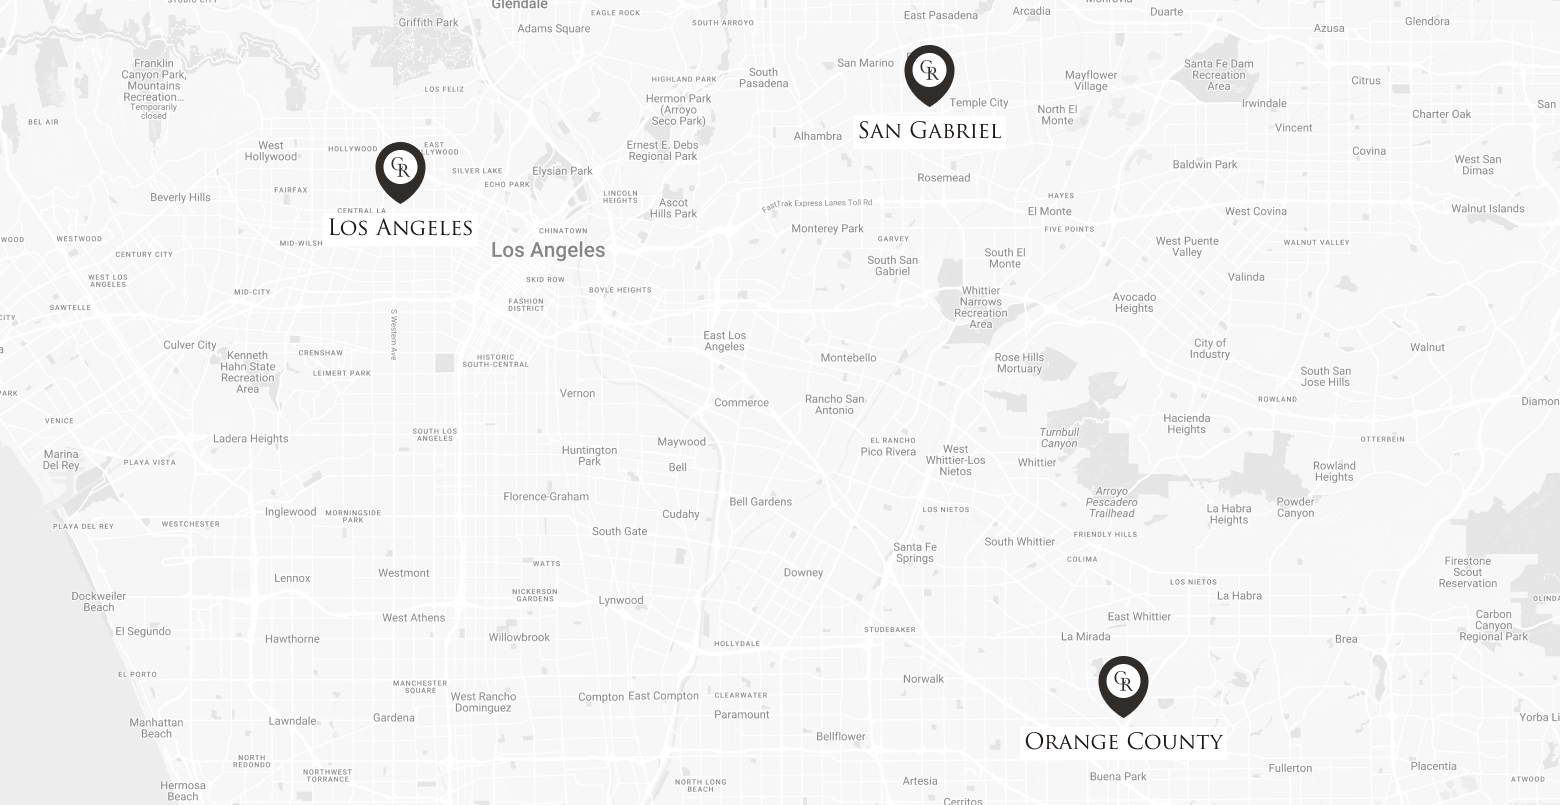 STUDIO CITY
Griffith Park
Glendale
Adams Square
EAGLE ROCK
SOUTH ARROYO
East Pasadena
Arcadia
Monrovia
Duarte
Azusa
Glendora
Franklin
Canyon Park,
Mountains
Recreation...
Temporarily
closed
LOS FELIZ
HIGHLAND PARK
South
Pasadena
San Marino
GR
Mayflower
Village
Santa Fe Dam
Recreation
Area
Citrus
BEL AIR
Hermon Park
(Arroyo
Seco Park)
Temple City
North El
Monte
Irwindale
Charter Oak
San
Vincent
West
Hollywood
HOLLYWOOD
EAST
LLYWOOD
GR
Ernest E. Debs
Regional Park
Alhambra
San Gabriel
Baldwin Park
Covina
West San
Dimas
SILVER LAKE
Elysian Park
ECHO PARK
Rosemead
Beverly Hills
FAIRFAX
LINCOLN
HEIGHTS
Ascot
Hills Park
FasTrak Express Lanes Toll Rd
HAYES
El Monte
West Covina
Walnut Islands
CENTRAL LA
Los Angeles
CHINATOWN
Los Angeles
Monterey Park
GARVEY
FIVE POINTS
WOOD
WESTWOOD
CENTURY CITY
MID-WILSH
South San
Gabriel
South El
Monte
West Puente
Valley
WALNUT VALLEY
WEST LOS
ANGELES
SKID ROW
BOYLE HEIGHTS
Valinda
SAWTELLE
MID-CITY
FASHION
DISTRICT
Whittier
Narrows
Recreation
Area
Avocado
Heights
CITY
S Western Ave
a
Culver City
Kenneth
Hahn State
Recreation
Area
CRENSHAW
LEIMERT PARK
HISTORIC
SOUTH-CENTRAL
East Los
Angeles
Montebello
Rose Hills
Mortuary
City of
Industry
Walnut
South San
Jose Hills
PARK
Vernon
Commerce
Rancho San
Antonio
ROWLAND
Diamon
VENICE
Ladera Heights
SOUTH LOS
ANGELES
Maywood
EL RANCHO
Pico Rivera
Turnbull
Canyon
Hacienda
Heights
OTTERBEIN
Marina
Del Rey
PLAYA VISTA
Huntington
Park
Bell
West
Whittier-Los
Nietos
Whittier
Rowland
Heights
Florence-Graham
Bell Gardens
Arroyo
Pescadero
Trailhead
Powder
Canyon
PLAYA DEL REY
WESTCHESTER
Inglewood
MORNINGSIDE
PARK
Cudahy
LOS NIETOS
La Habra
Heights
South Gate
FRIENDLY HILLS
Santa Fe
Springs
South Whittier
COLIMA
Firestone
Scout
Reservation
Lennox
Westmont
WATTS
Downey
LOS NIETOS
Dockweiler
Beach
NICKERSON
GARDENS
Lynwood
La Habra
OLINDA
El Segundo
Hawthorne
West Athens
Willowbrook
HOLLYDALE
STUDEBAKER
East Whittier
La Mirada
Brea
Carbon
Canyon
Regional Park
EL PORTO
MANCHESTER
SQUARE
West Rancho
Dominguez
Compton
East Compton
CLEARWATER
Norwalk
GR
Manhattan
Beach
Lawndale
Gardena
Paramount
Yorba Li
Bellflower
Orange County
NORTH
REDONDO
NORTHWEST
TORRANCE
NORTH LONG
BEACH
Artesia
Buena Park
Fullerton
Placentia
ATWOOD
Hermosa
Beach
Cerritos